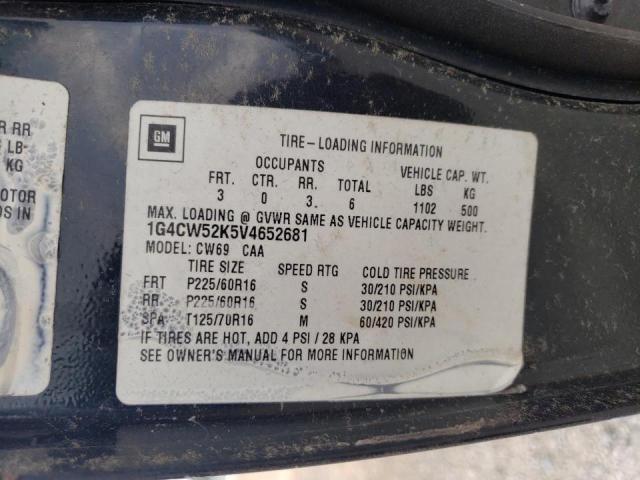 R RR
LB
KG
MOTOR
DS IN
GM
TIRE-LOADING INFORMATION
OCCUPANTS VEHICLE CAP. WT.
FRT. CTR. RR. TOTAL LBS KG
3 0 3. 6 1102 500
MAX. LOADING @ GVWR SAME AS VEHICLE CAPACITY WEIGHT.
1G4CW52K5V4652681
MODEL: CW69 CAA
TIRE SIZE SPEED RTG COLD TIRE PRESSURE
FRT P225/60R16 S 30/210 PSI/KPA
RR. P225/60R16 S 30/210 PSI/KPA
SPA T125/70R16 M 60/420 PSI/KPA
IF TIRES ARE HOT, ADD 4 PSI / 28 KPA
SEE OWNER'S MANUAL FOR MORE INFORMATION